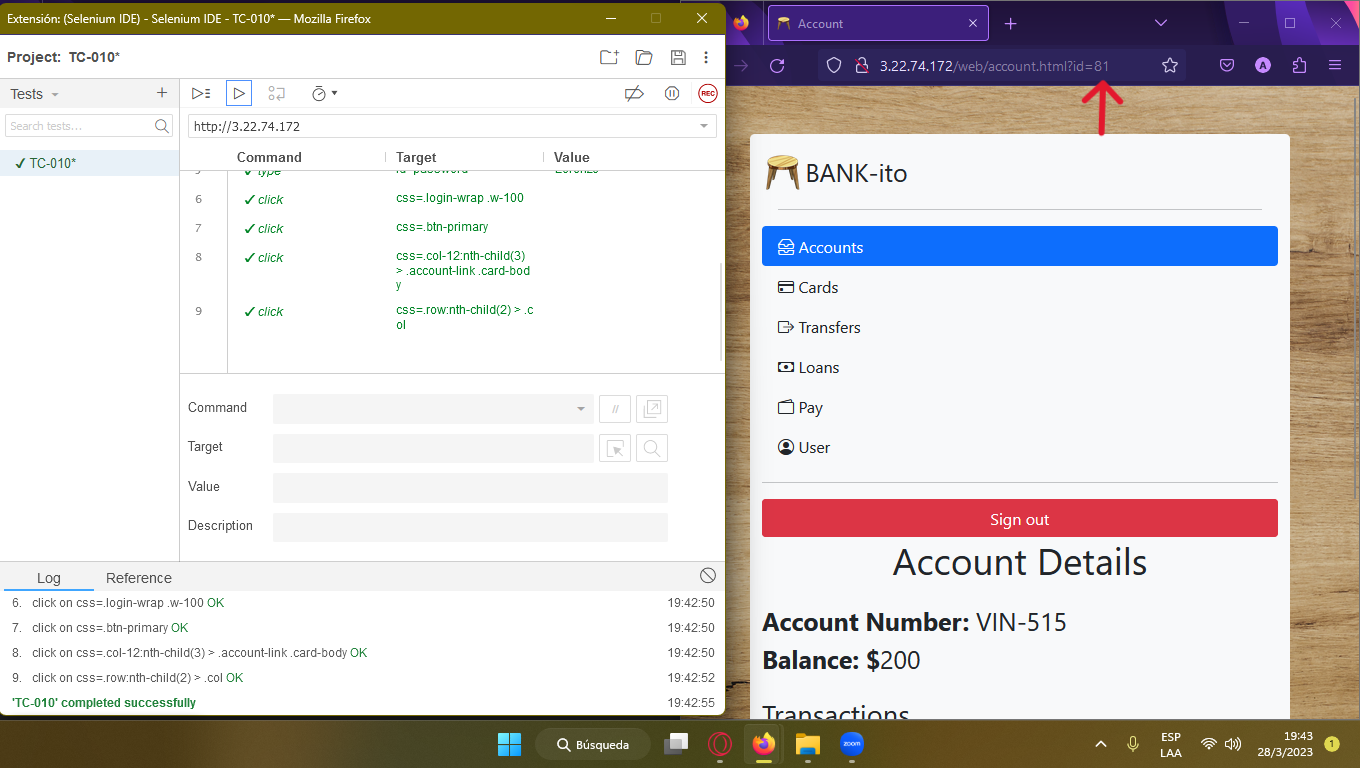 Extensión: (Selenium IDE) - Selenium IDE - TC-010* — Mozilla Firefox
Project: TC-010*
Tests
Search tests...
✓ TC-010*
http://3.22.74.172
Command Target Value
✓ type
6 ✓ click css=.login-wrap .w-100
7 ✓ click css=.btn-primary
8 ✓ click css=.col-12:nth-child(3)
> .account-link .card-bod
y
9 ✓ click css=.row:nth-child(2) > .c
ol
Command
//
Target
Value
Description
Log Reference
6. click on css=.login-wrap .w-100 OK 19:42:50
7. click on css=.btn-primary OK 19:42:50
8. click on css=.col-12:nth-child(3) > .account-link .card-body OK 19:42:50
9. click on css=.row:nth-child(2) > .col OK 19:42:52
'TC-010' completed successfully 19:42:55
REC
Account
3.22.74.172/web/account.html?id=81
A
BANK-ito
Accounts
Cards
Transfers
Loans
Pay
User
Sign out
Account Details
Account Number: VIN-515
Balance: $200
Transactions
Búsqueda
zoom
ESP
LAA
19:43
28/3/2023
1